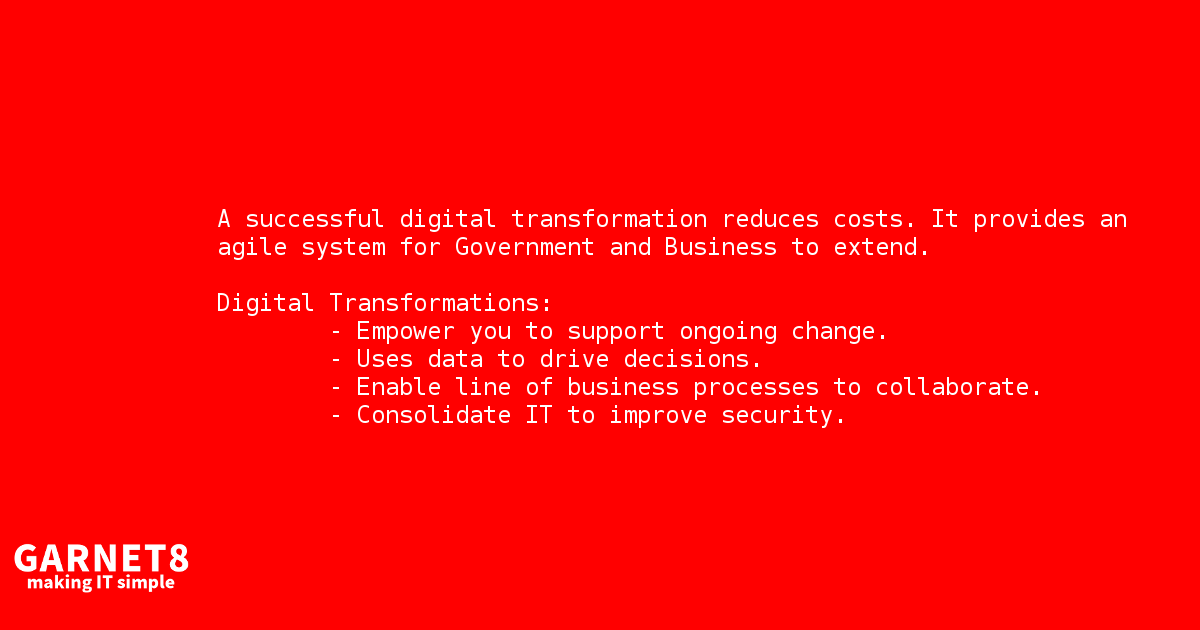 A successful digital transformation reduces costs. It provides an
agile system for Government and Business to extend.
Digital Transformations:
- Empower you to support ongoing change.
- Uses data to drive decisions.
- Enable line of business processes to collaborate.
- Consolidate IT to improve security.
GARNET8
making IT simple